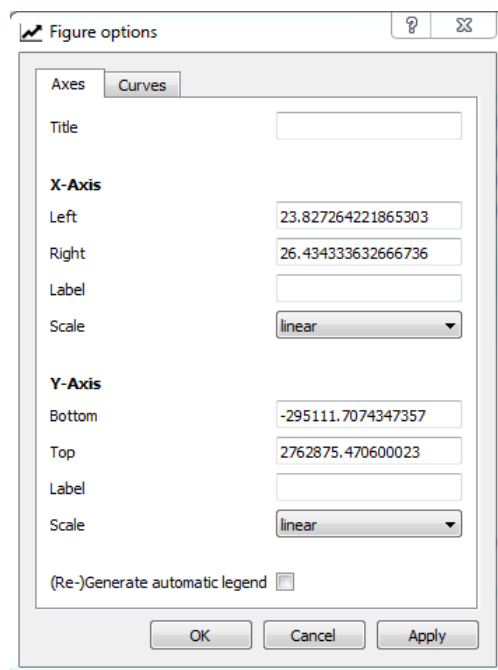 Figure options
Axes Curves
Title
X-Axis
Left 23.827264221865303
Right 26.434333632666736
Label
Scale linear
Y-Axis
Bottom -295111.7074347357
Top 2762875.470600023
Label
Scale linear
(Re-)Generate automatic legend
OK Cancel Apply